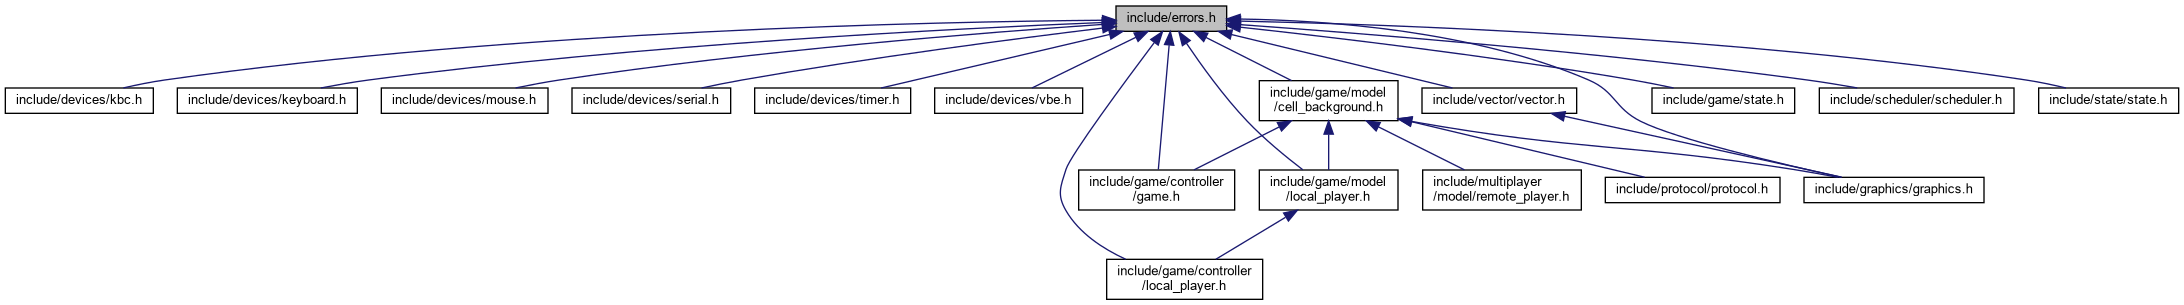 include/errors.h
include/devices/kbc.h
include/devices/keyboard.h
include/devices/mouse.h
include/devices/serial.h
include/devices/timer.h
include/devices/vbe.h
include/game/model
/cell_background.h
include/vector/vector.h
include/game/state.h
include/scheduler/scheduler.h
include/state/state.h
include/game/controller
/game.h
include/game/model
/local_player.h
include/multiplayer
/model/remote_player.h
include/protocol/protocol.h
include/graphics/graphics.h
include/game/controller
/local_player.h